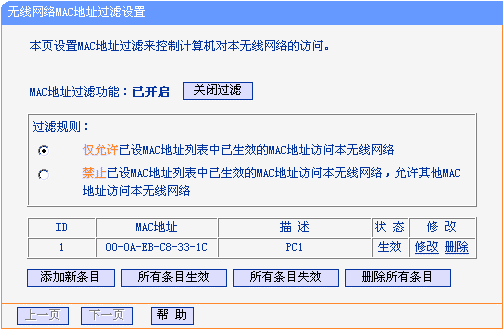 无线网络MAC地址过滤设置
本页设置MAC地址过滤来控制计算机对本无线网络的访问。
MAC地址过滤功能：已开启 关闭过滤
过滤规则：
仅允许已设MAC地址列表中已生效的MAC地址访问本无线网络
禁止已设MAC地址列表中已生效的MAC地址访问本无线网络，允许其他MAC
地址访问本无线网络
ID MAC地址 描 述 状 态 修 改
1 00-0A-EB-C8-33-1C PC1 生效 修改 删除
添加新条目 所有条目生效 所有条目失效 删除所有条目
上一页 下一页 帮 助